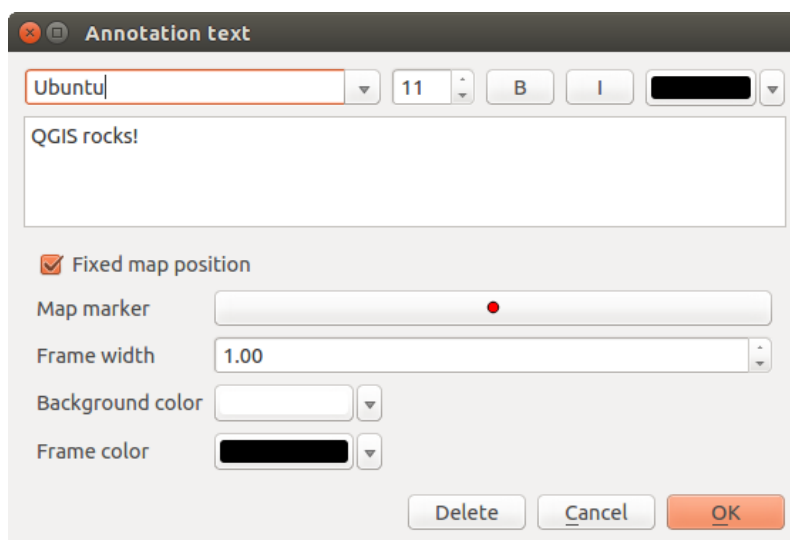 Annotation text
Ubuntu 11 B I
QGIS rocks!
Fixed map position
Map marker
Frame width 1.00
Background color
Frame color
Delete Cancel OK